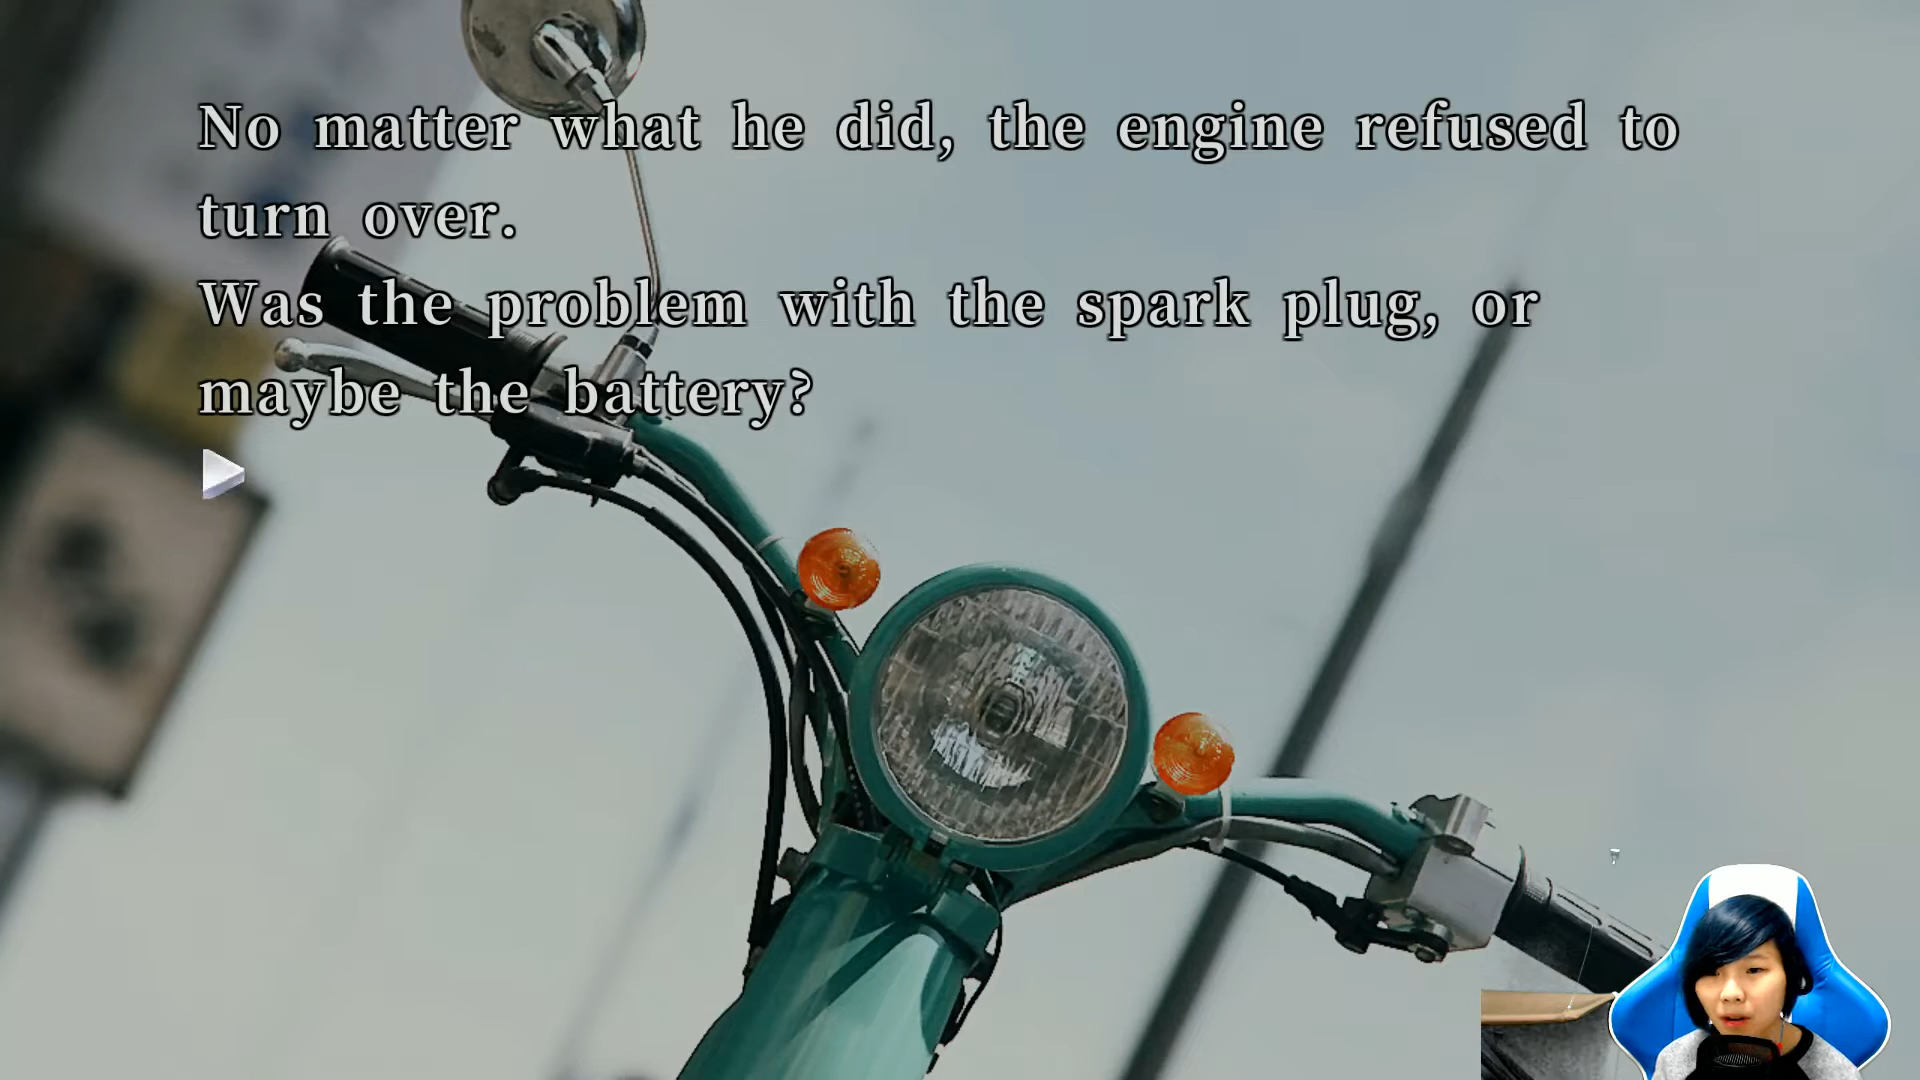 No matter what he did, the engine refused to
turn over.
Was the problem with the spark plug, or
maybe the battery?